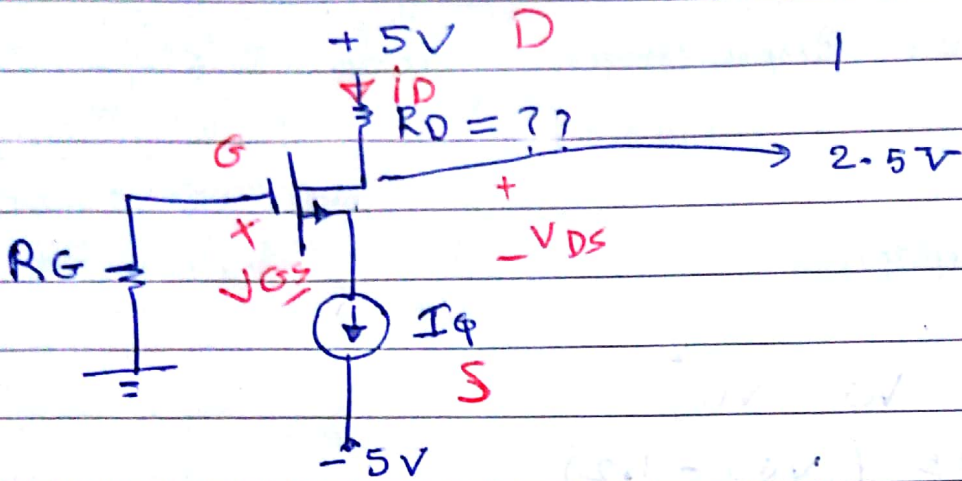 + 5V D
iD
RD = ??
G
2.5V
+
- VDS
+
RG
VGS
IQ
S
-5V